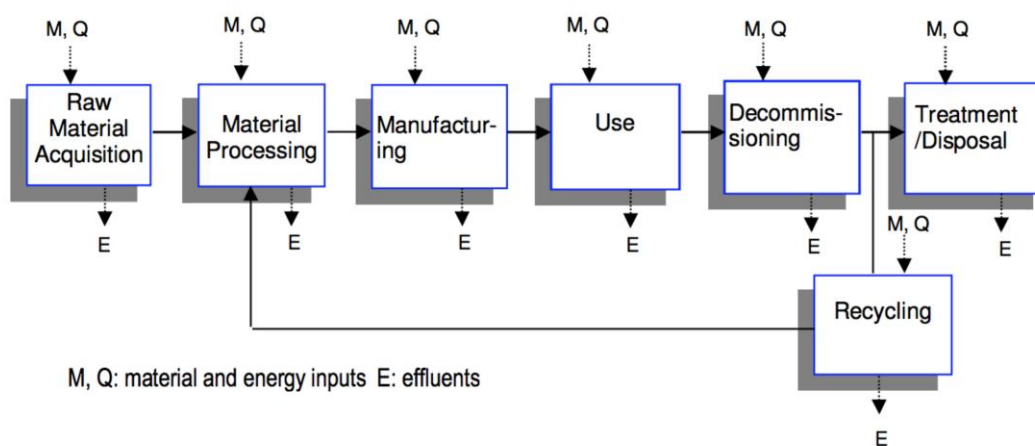 M, Q
M, Q
M, Q
M, Q
M, Q
M, Q
Raw
Material
Acquisition
Material
Processing
Manufactur-
ing
Use
Decommis-
sioning
Treatment
/Disposal
E
E
E
E
E
E
M, Q
Recycling
E
M, Q: material and energy inputs E: effluents